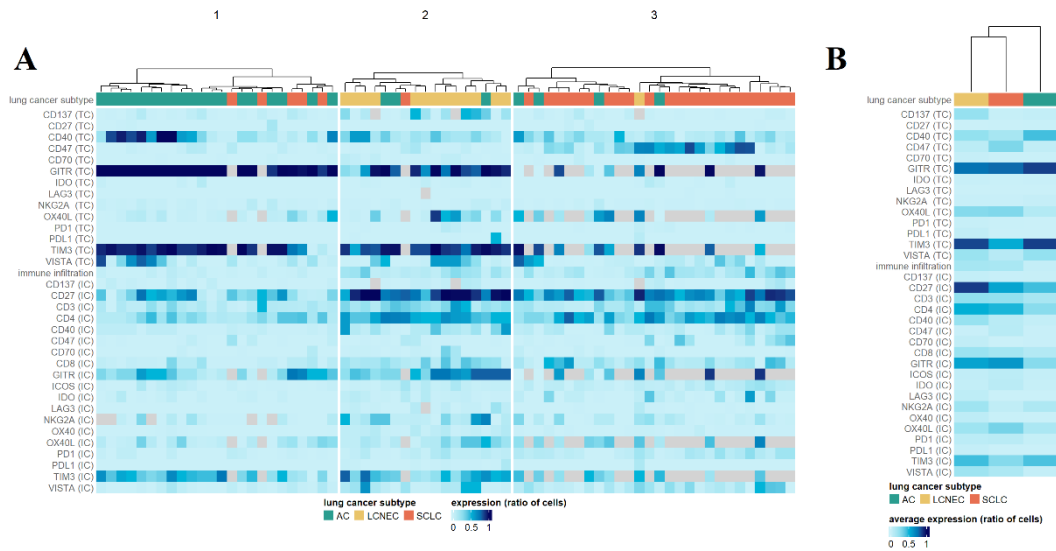 1 2 3
A B
lung cancer subtype
CD137 (TC)
CD27 (TC)
CD40 (TC)
CD47 (TC)
CD70 (TC)
GITR (TC)
IDO (TC)
LAG3 (TC)
NKG2A (TC)
OX40L (TC)
PD1 (TC)
PDL1 (TC)
TIM3 (TC)
VISTA (TC)
immune infiltration
CD137 (IC)
CD27 (IC)
CD3 (IC)
CD4 (IC)
CD40 (IC)
CD47 (IC)
CD70 (IC)
CD8 (IC)
GITR (IC)
ICOS (IC)
IDO (IC)
LAG3 (IC)
NKG2A (IC)
OX40 (IC)
OX40L (IC)
PD1 (IC)
PDL1 (IC)
TIM3 (IC)
VISTA (IC)
lung cancer subtype
AC LCNEC SCLC
expression (ratio of cells)
0 0.5 1
lung cancer subtype
CD137 (TC)
CD27 (TC)
CD40 (TC)
CD47 (TC)
CD70 (TC)
GITR (TC)
IDO (TC)
LAG3 (TC)
NKG2A (TC)
OX40L (TC)
PD1 (TC)
PDL1 (TC)
TIM3 (TC)
VISTA (TC)
immune infiltration
CD137 (IC)
CD27 (IC)
CD3 (IC)
CD4 (IC)
CD40 (IC)
CD47 (IC)
CD70 (IC)
CD8 (IC)
GITR (IC)
ICOS (IC)
IDO (IC)
LAG3 (IC)
NKG2A (IC)
OX40 (IC)
OX40L (IC)
PD1 (IC)
PDL1 (IC)
TIM3 (IC)
VISTA (IC)
lung cancer subtype
AC LCNEC SCLC
average expression (ratio of cells)
0 0.5 1